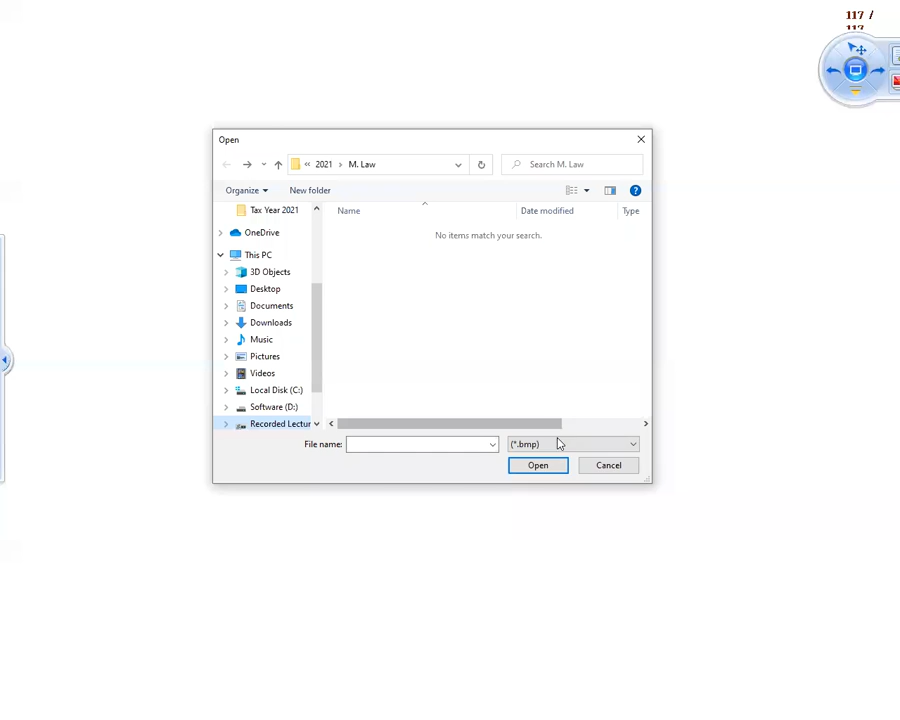 117 /
117
Open
« 2021 › M. Law
Search M. Law
Organize
New folder
Name
Date modified
Type
Tax Year 2021
No items match your search.
OneDrive
This PC
3D Objects
Desktop
Documents
Downloads
Music
Pictures
Videos
Local Disk (C:)
Software (D:)
Recorded Lectur
File name:
(*.bmp)
Open
Cancel